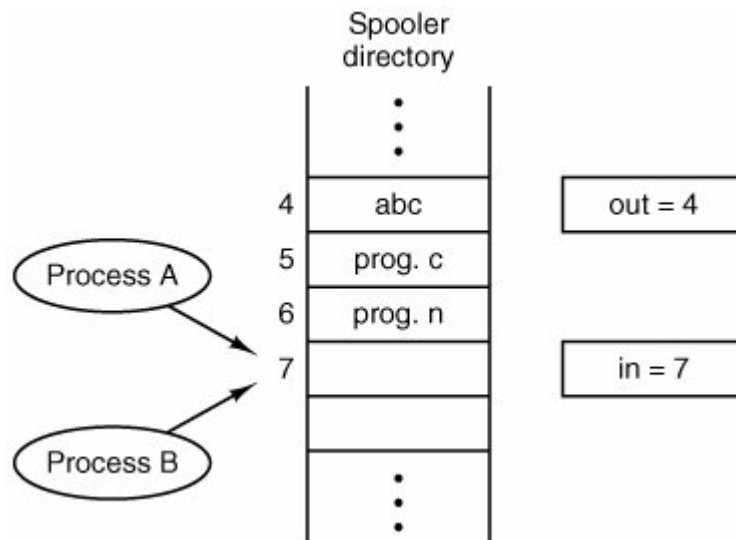 Spooler
directory
4
abc
out = 4
Process A
5
prog. c
6
prog. n
7
in = 7
Process B